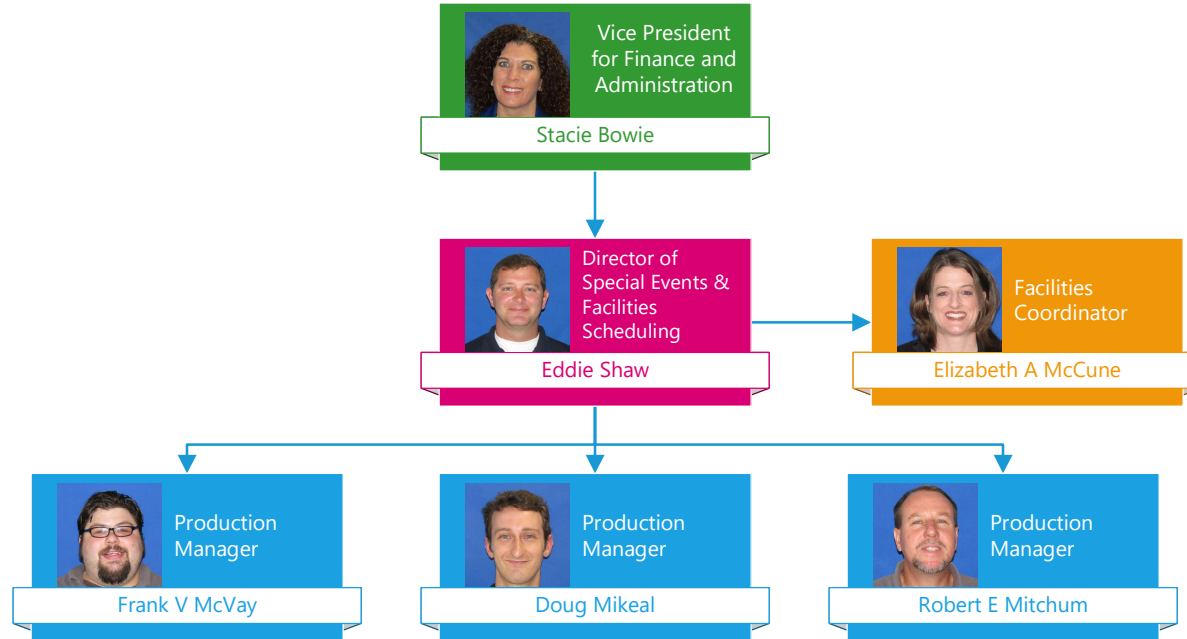 Vice President
for Finance and
Administration
Stacie Bowie
Director of
Special Events &
Facilities
Scheduling
Eddie Shaw
Facilities
Coordinator
Elizabeth A McCune
Production
Manager
Frank V McVay
Production
Manager
Doug Mikeal
Production
Manager
Robert E Mitchum